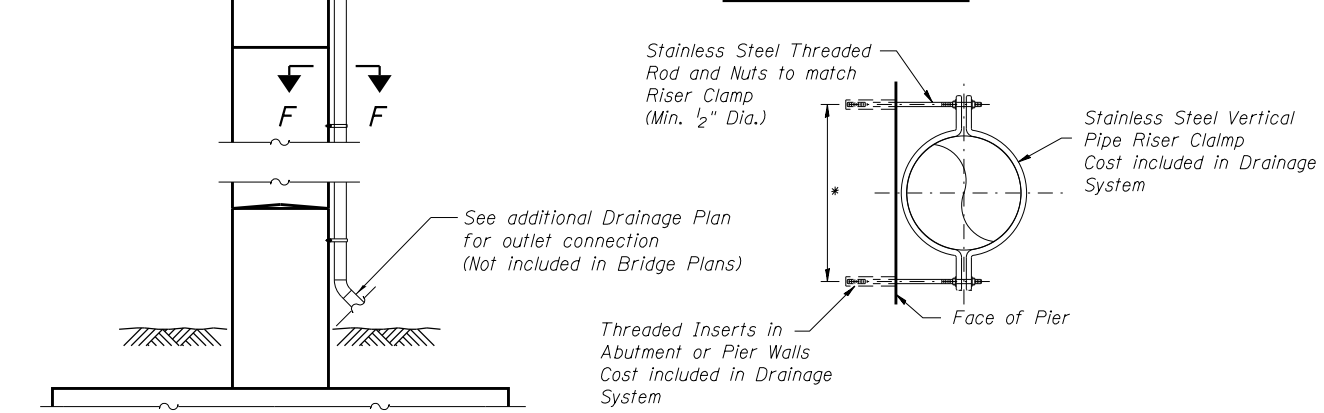 F
F
See additional Drainage Plan
for outlet connection
(Not included in Bridge Plans)
Stainless Steel Threaded
Rod and Nuts to match
Riser Clamp
(Min. 1/2" Dia.)
*
Stainless Steel Vertical
Pipe Riser Clalmp
Cost included in Drainage
System
Face of Pier
Threaded Inserts in
Abutment or Pier Walls
Cost included in Drainage
System